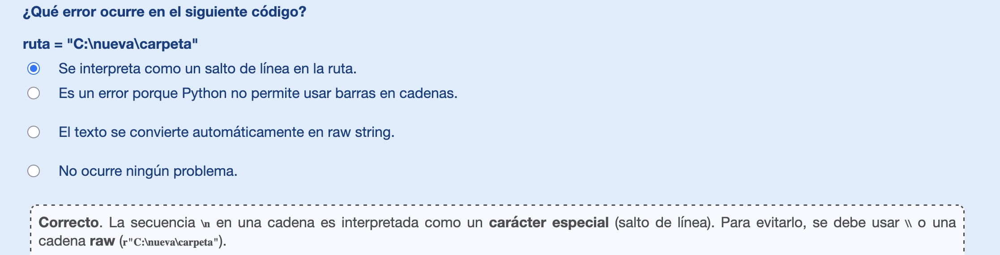 ¿Qué error ocurre en el siguiente código?
ruta = "C:\nueva\carpeta"
Se interpreta como un salto de línea en la ruta.
Es un error porque Python no permite usar barras en cadenas.
El texto se convierte automáticamente en raw string.
No ocurre ningún problema.
Correcto. La secuencia \n en una cadena es interpretada como un carácter especial (salto de línea). Para evitarlo, se debe usar \\ o una
cadena raw (r"C:\nueva\carpeta").